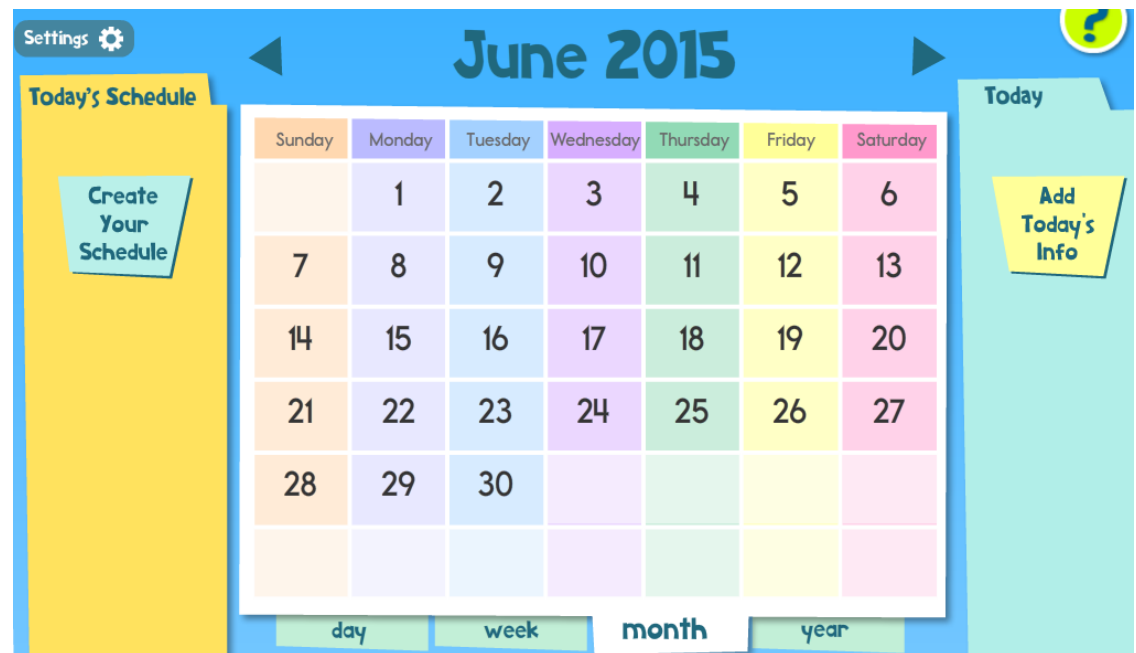 Settings
June 2015
?
Today's Schedule
Create
Your
Schedule
Sunday Monday Tuesday Wednesday Thursday Friday Saturday
1 2 3 4 5 6
7 8 9 10 11 12 13
14 15 16 17 18 19 20
21 22 23 24 25 26 27
28 29 30
Today
Add
Today's
Info
day week month year